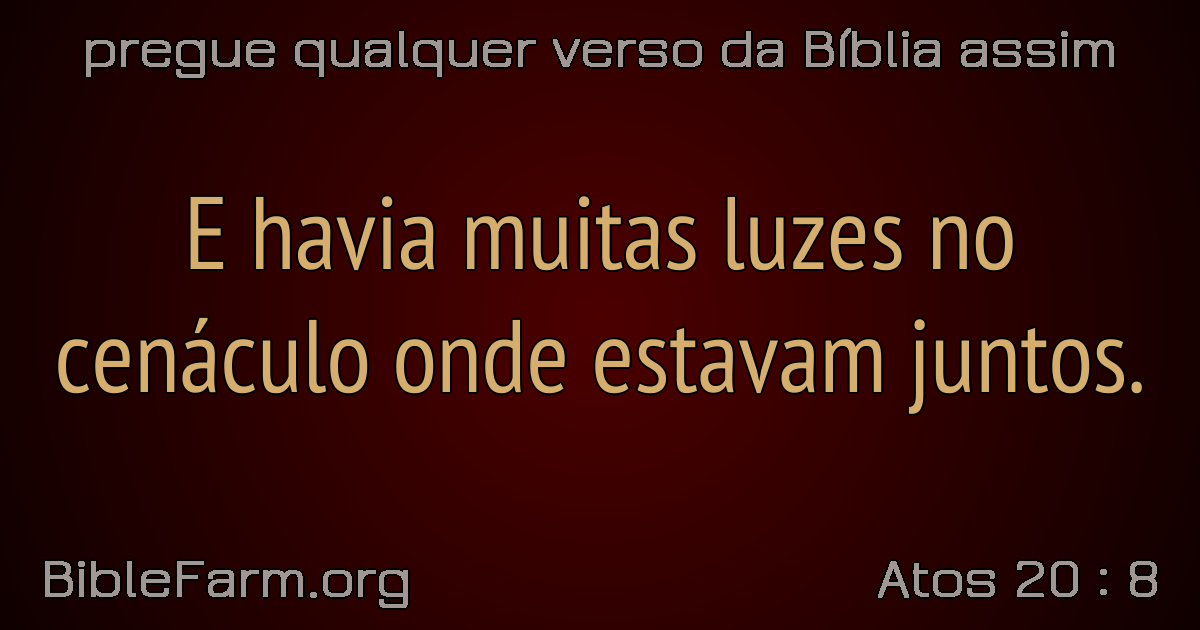 pregue qualquer verso da Bíblia assim
E havia muitas luzes no
cenáculo onde estavam juntos.
BibleFarm.org
Atos 20 : 8